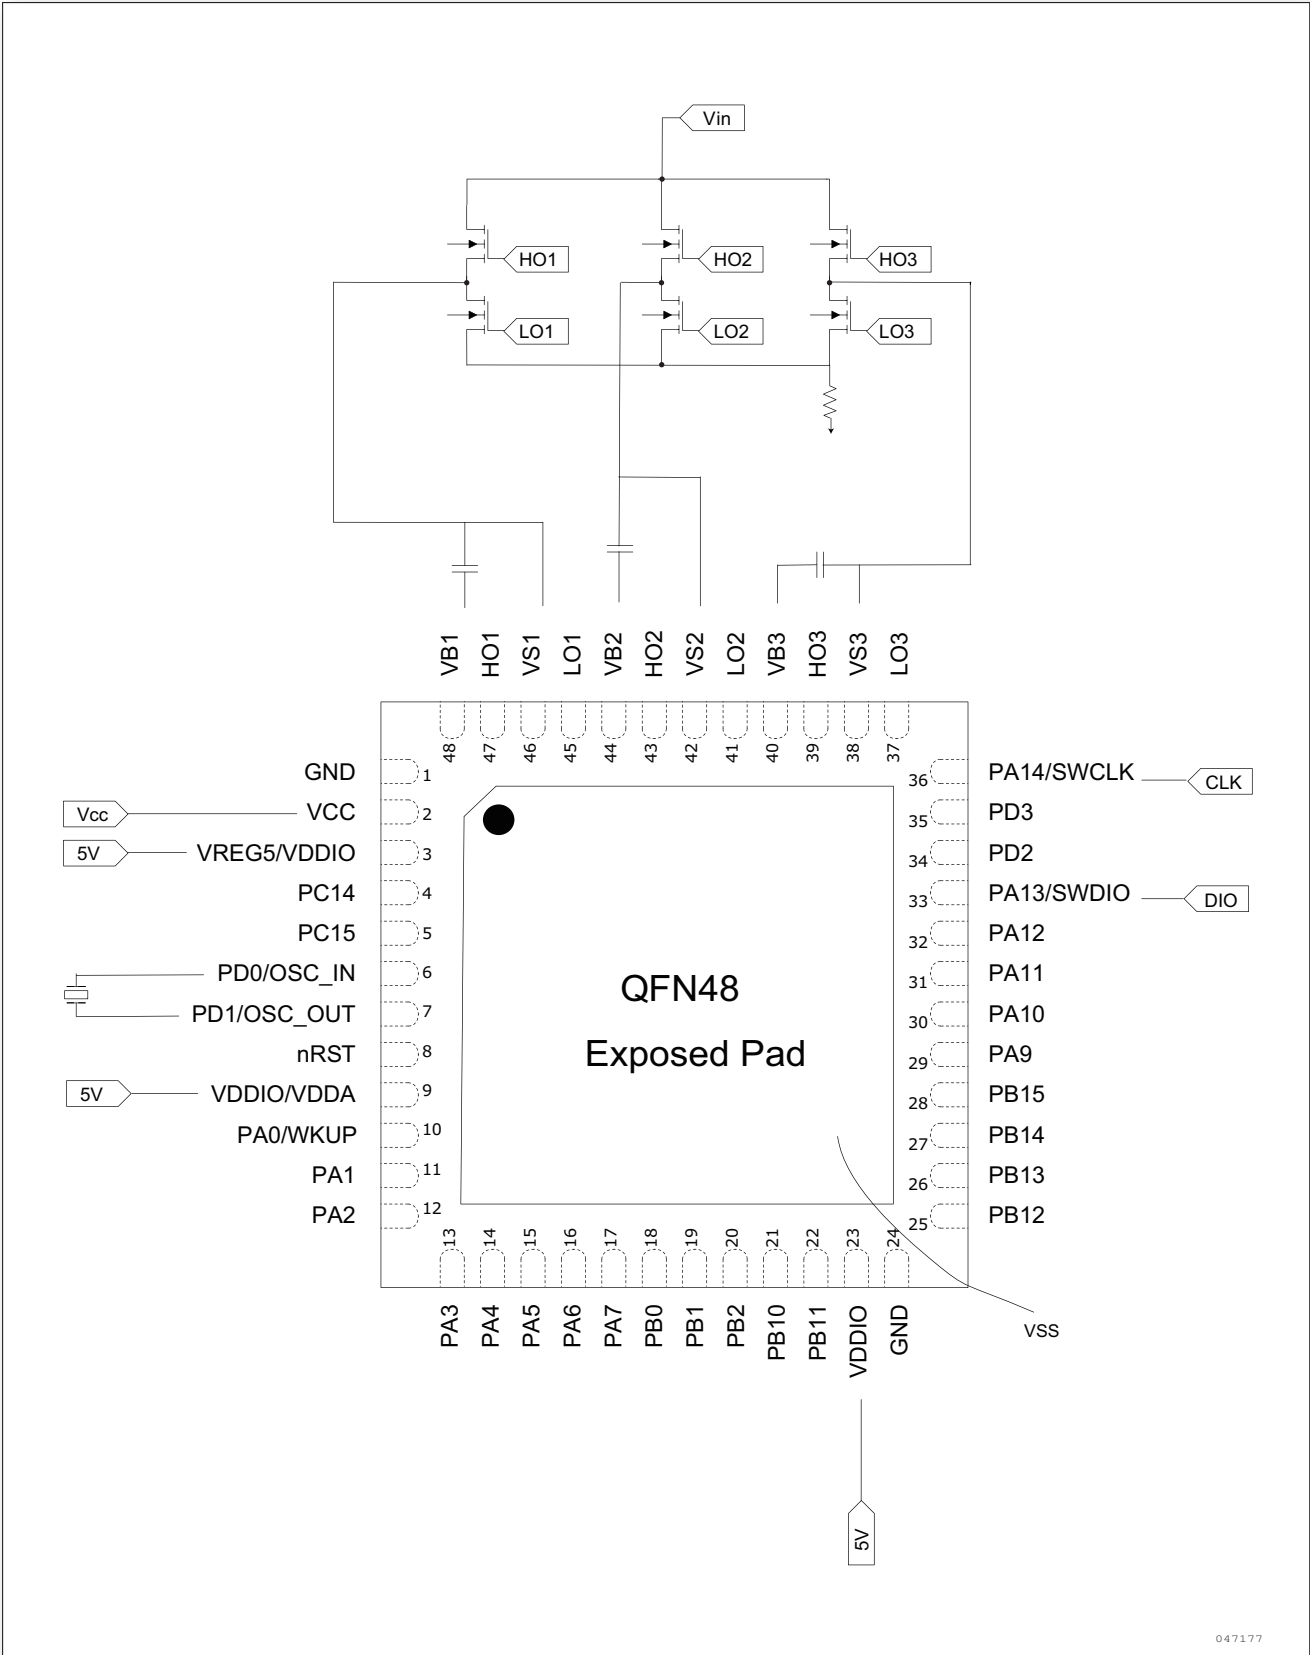 Vin
HO1
HO2
HO3
LO1
LO2
LO3
VB1
HO1
VS1
LO1
VB2
HO2
VS2
LO2
VB3
HO3
VS3
LO3
48
47
46
45
44
43
42
41
40
39
38
37
GND 1
Vcc VCC 2
5V VREG5/VDDIO 3
PC14 4
PC15 5
PD0/OSC_IN 6
PD1/OSC_OUT 7
nRST 8
5V VDDIO/VDDA 9
PA0/WKUP 10
PA1 11
PA2 12
36 PA14/SWCLK CLK
35 PD3
34 PD2
33 PA13/SWDIO DIO
32 PA12
31 PA11
30 PA10
29 PA9
28 PB15
27 PB14
26 PB13
25 PB12
QFN48
Exposed Pad
13
14
15
16
17
18
19
20
21
22
23
24
PA3
PA4
PA5
PA6
PA7
PB0
PB1
PB2
PB10
PB11
VDDIO
GND
VSS
5V
047177